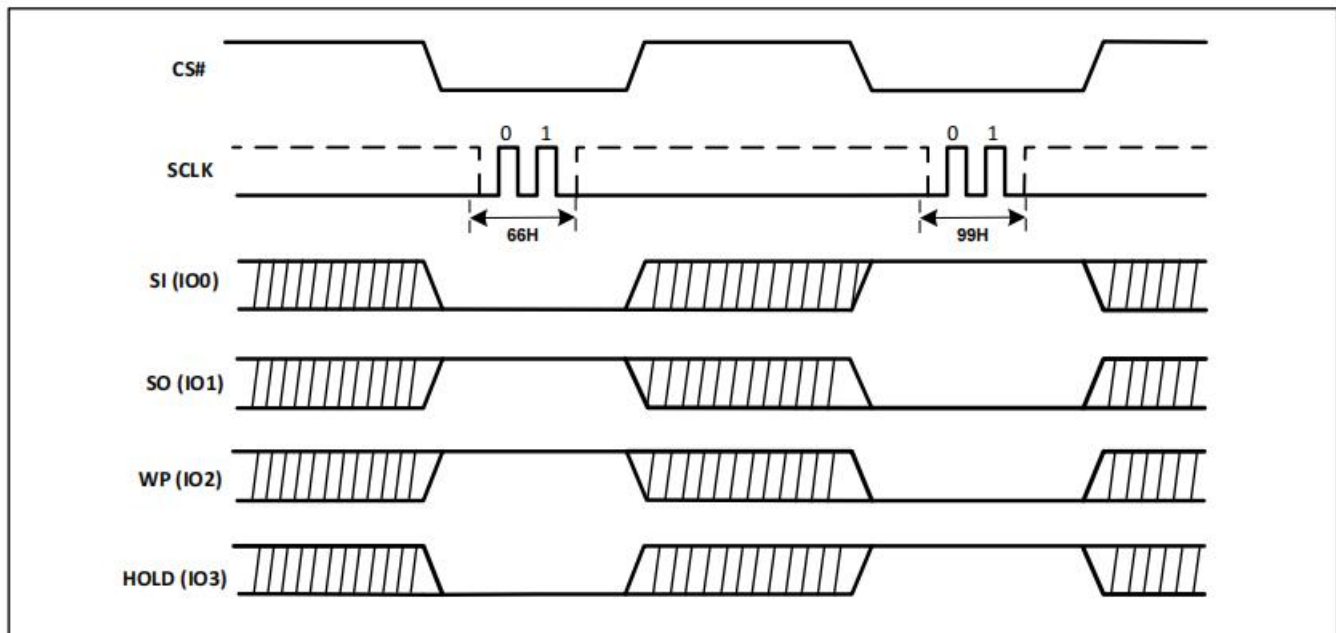 CS#
0 1 0 1
SCLK
66H 99H
SI (IO0)
SO (IO1)
WP (IO2)
HOLD (IO3)